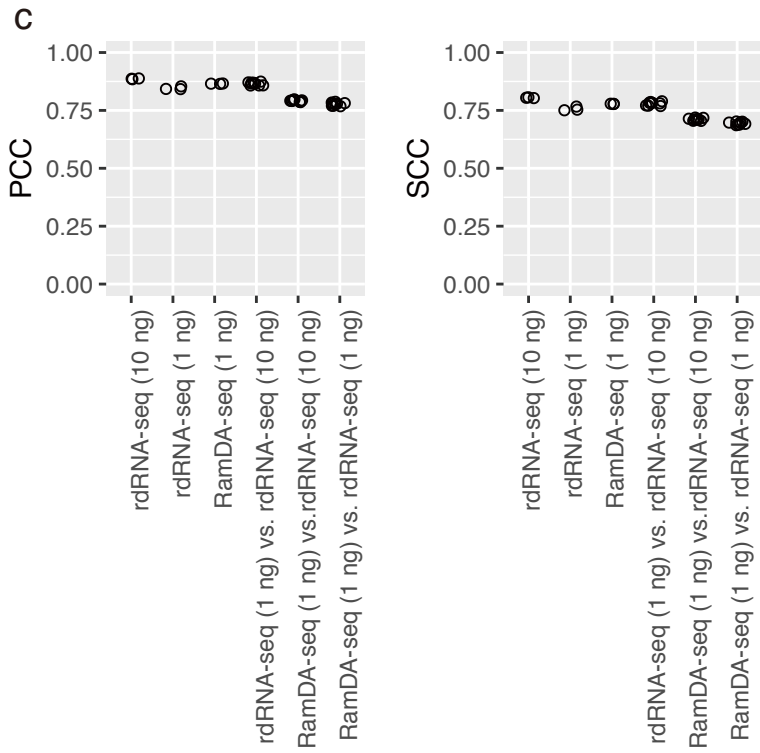 c
PCC
1.00
0.75
0.50
0.25
0.00
rdRNA-seq (10 ng)
rdRNA-seq (1 ng)
RamDA-seq (1 ng)
rdRNA-seq (1 ng) vs. rdRNA-seq (10 ng)
RamDA-seq (1 ng) vs.rdRNA-seq (10 ng)
RamDA-seq (1 ng) vs. rdRNA-seq (1 ng)
SCC
1.00
0.75
0.50
0.25
0.00
rdRNA-seq (10 ng)
rdRNA-seq (1 ng)
RamDA-seq (1 ng)
rdRNA-seq (1 ng) vs. rdRNA-seq (10 ng)
RamDA-seq (1 ng) vs.rdRNA-seq (10 ng)
RamDA-seq (1 ng) vs. rdRNA-seq (1 ng)